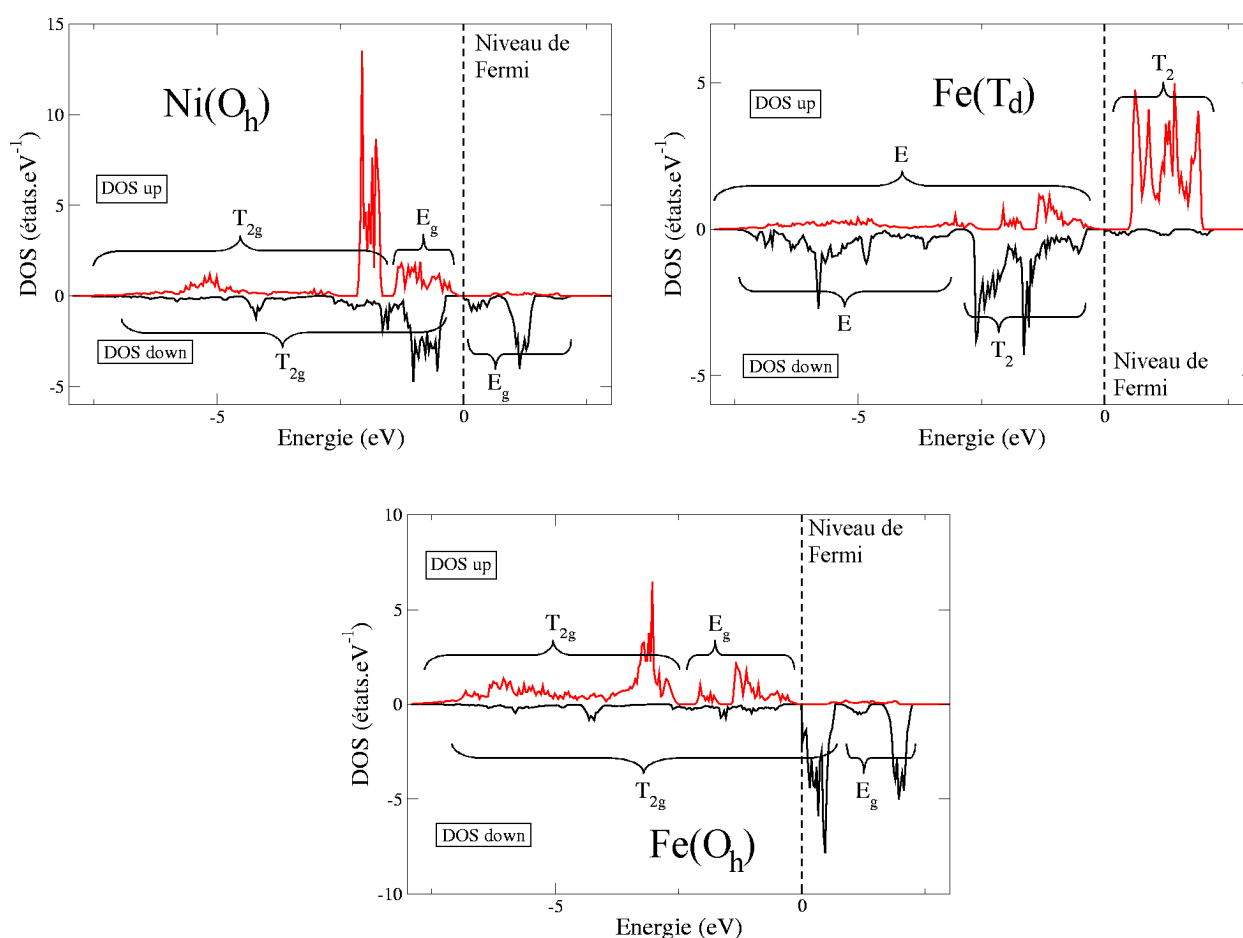 Niveau de
Fermi
Ni(Oh)
DOS up
DOS (états.eV-1)
T2g
Eg
DOS down
T2g
Eg
15
10
5
0
-5
-5
0
Energie (eV)
T2
Fe(Td)
DOS up
E
DOS (états.eV-1)
E
T2
DOS down
Niveau de
Fermi
5
0
-5
-5
0
Energie (eV)
Niveau de
Fermi
DOS up
T2g
Eg
DOS (états.eV-1)
T2g
Eg
DOS down
Fe(Oh)
10
5
0
-5
-10
-5
0
Energie (eV)